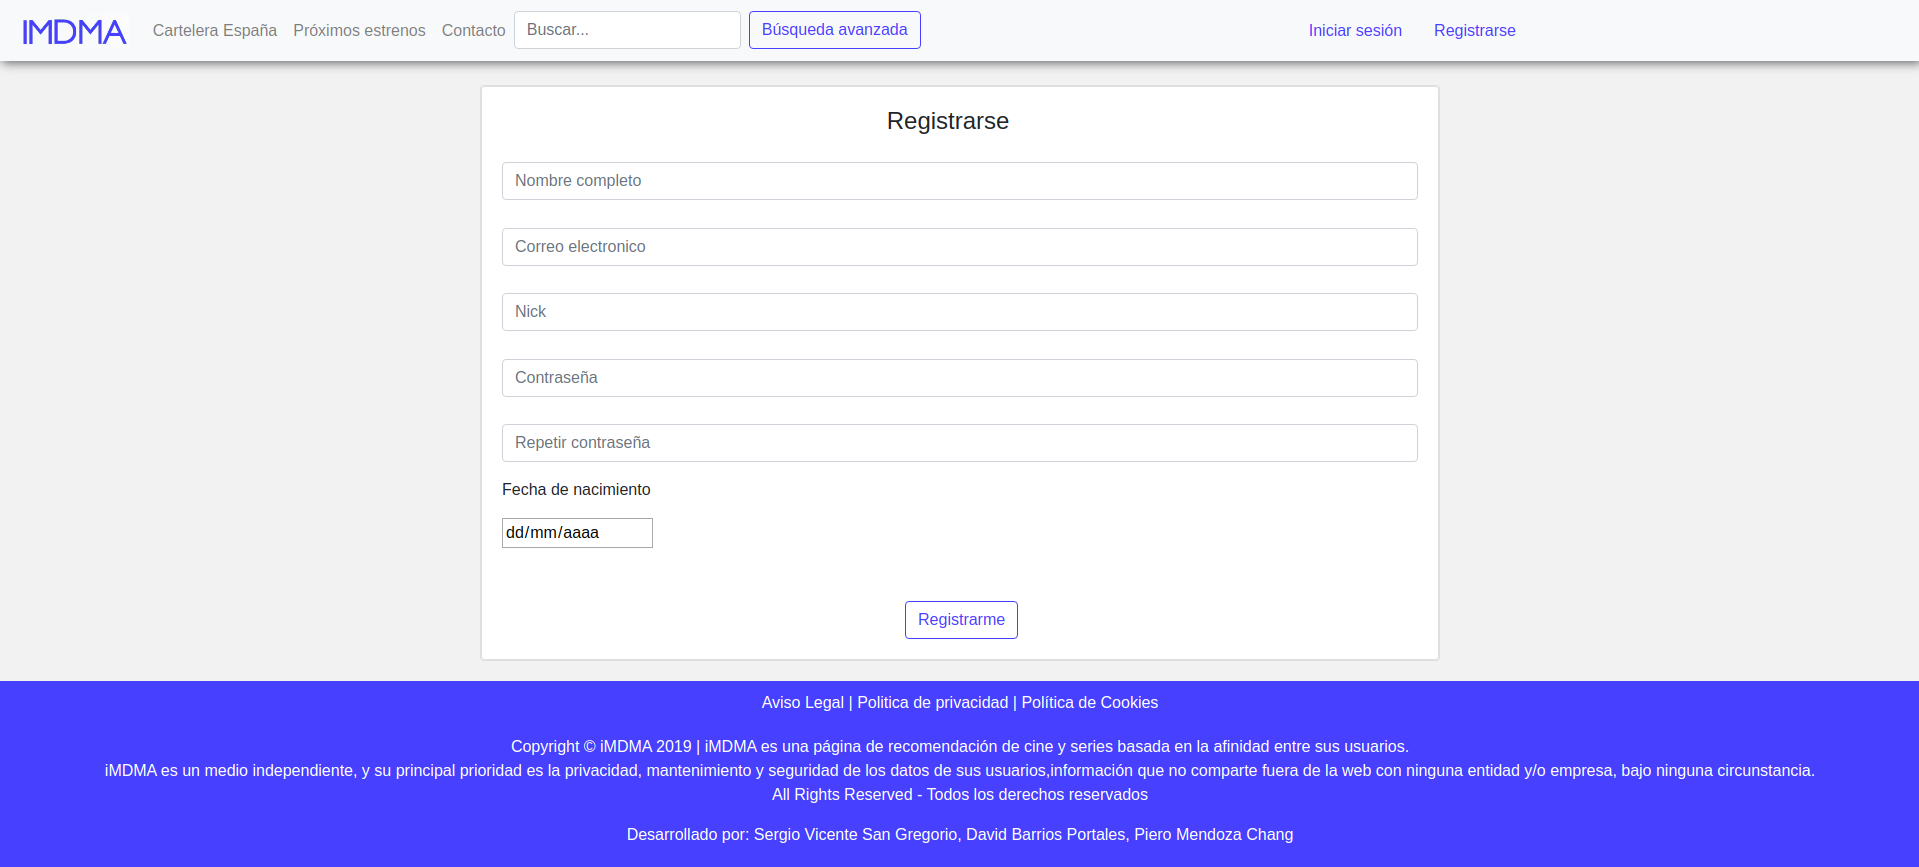 IMDMA Cartelera España Próximos estrenos Contacto Buscar... Búsqueda avanzada Iniciar sesión Registrarse
Registrarse
Nombre completo
Correo electronico
Nick
Contraseña
Repetir contraseña
Fecha de nacimiento
dd/mm/aaaa
Registrarme
Aviso Legal | Politica de privacidad | Política de Cookies
Copyright © iMDMA 2019 | iMDMA es una página de recomendación de cine y series basada en la afinidad entre sus usuarios.
iMDMA es un medio independiente, y su principal prioridad es la privacidad, mantenimiento y seguridad de los datos de sus usuarios,información que no comparte fuera de la web con ninguna entidad y/o empresa, bajo ninguna circunstancia.
All Rights Reserved - Todos los derechos reservados
Desarrollado por: Sergio Vicente San Gregorio, David Barrios Portales, Piero Mendoza Chang